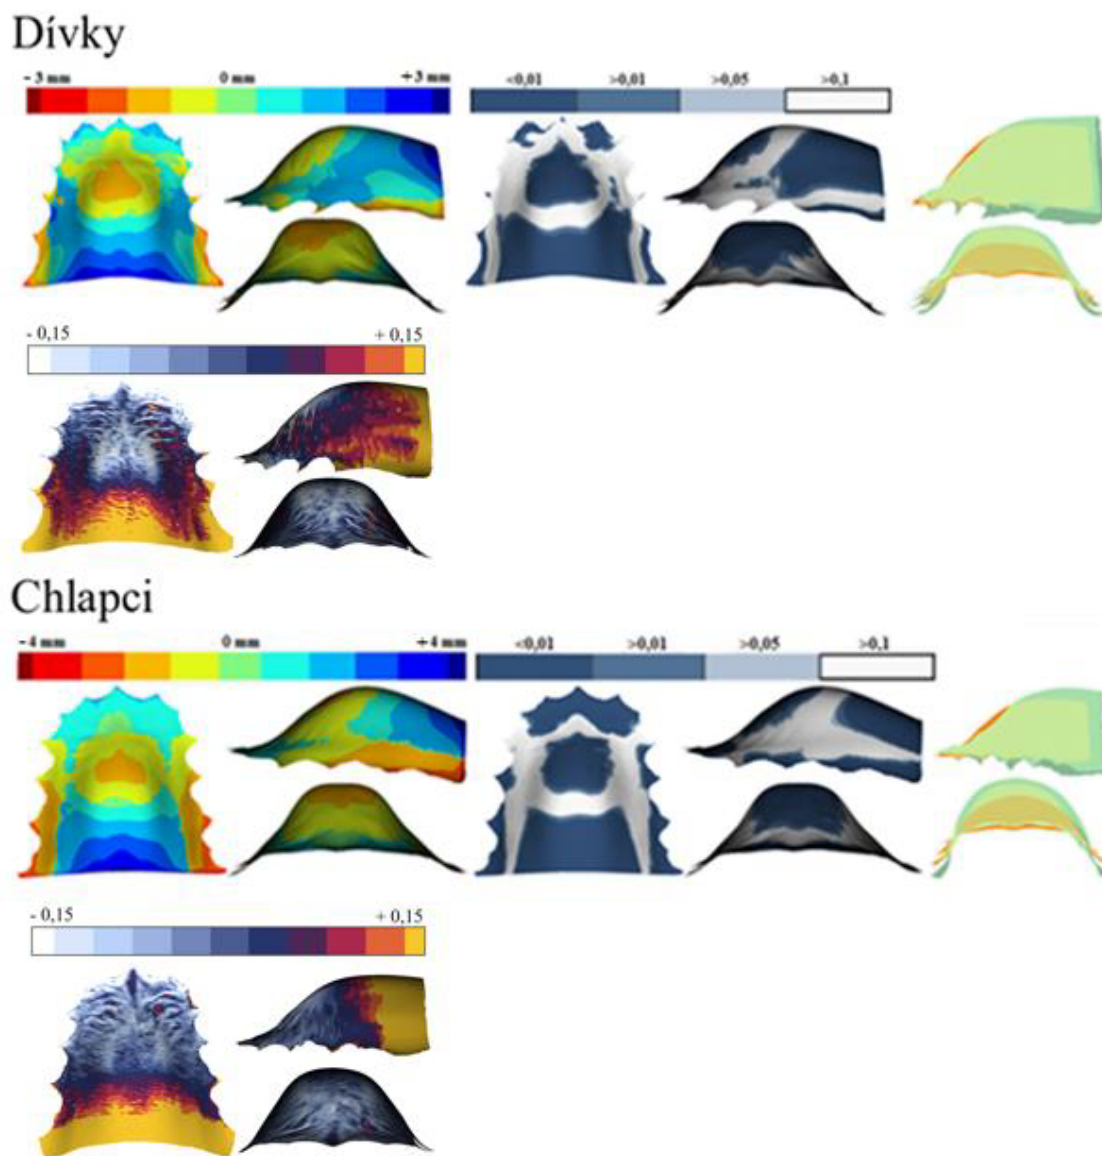 Dívky
- 3 mm 0 mm +3 mm <0,01 >0,01 >0,05 >0,1
- 0,15 + 0,15
Chlapci
- 4 mm 0 mm +4 mm <0,01 >0,01 >0,05 >0,1
- 0,15 + 0,15